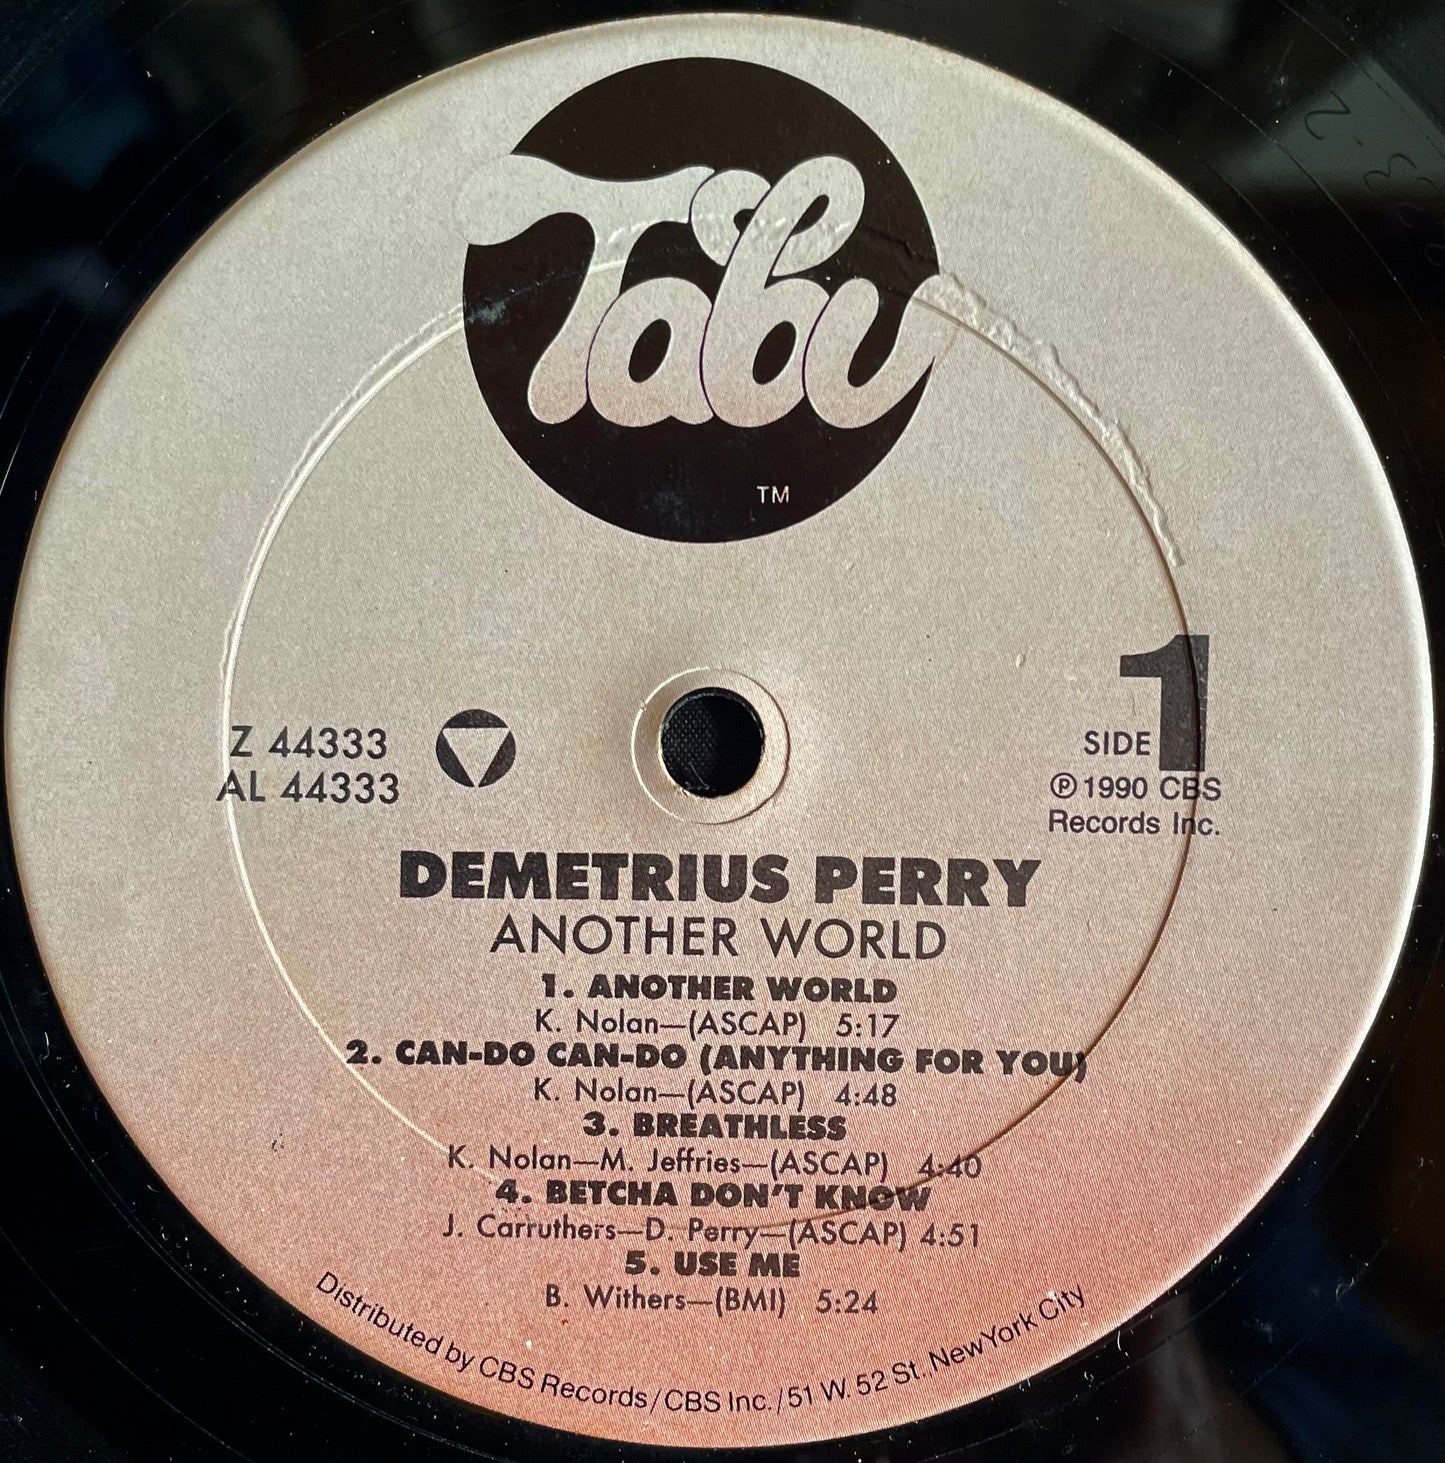 Tabu
TM
1
SIDE
Z 44333
AL 44333
℗ 1990 CBS
Records Inc.
DEMETRIUS PERRY
ANOTHER WORLD
1. ANOTHER WORLD
K. Nolan—(ASCAP) 5:17
2. CAN-DO CAN-DO (ANYTHING FOR YOU)
K. Nolan—(ASCAP) 4:48
3. BREATHLESS
K. Nolan—M. Jeffries—(ASCAP) 4:40
4. BETCHA DON'T KNOW
J. Carruthers—D. Perry—(ASCAP) 4:51
5. USE ME
B. Withers—(BMI) 5:24
Distributed by CBS Records/CBS Inc./51 W. 52 St. New York City